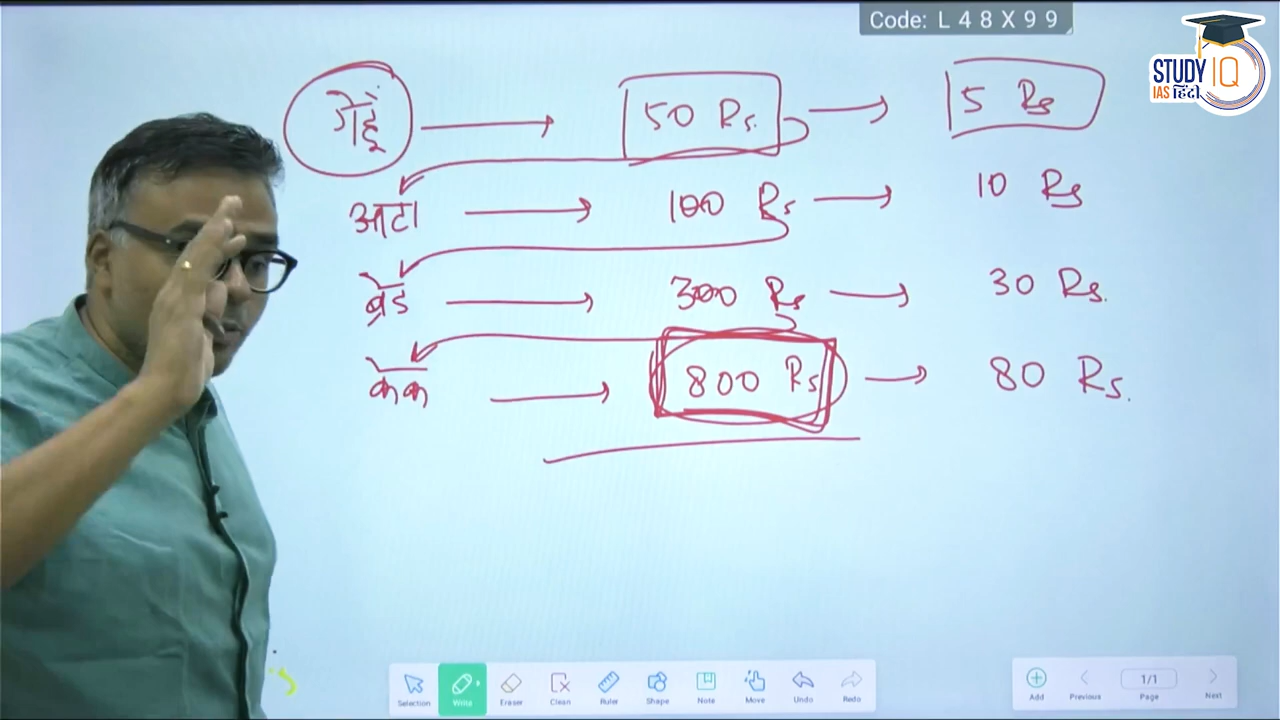 Code: L 4 8 X 9 9
STUDY IQ
IAS हिंदी
गेहूं → 50 Rs. → 5 Rs
आटा → 100 Rs → 10 Rs
ब्रेड → 300 Rs → 30 Rs.
केक → 800 Rs → 80 Rs.
Selection Write Eraser Clean Ruler Shape Note Move Undo Redo
Add Previous 1/1 Page Next